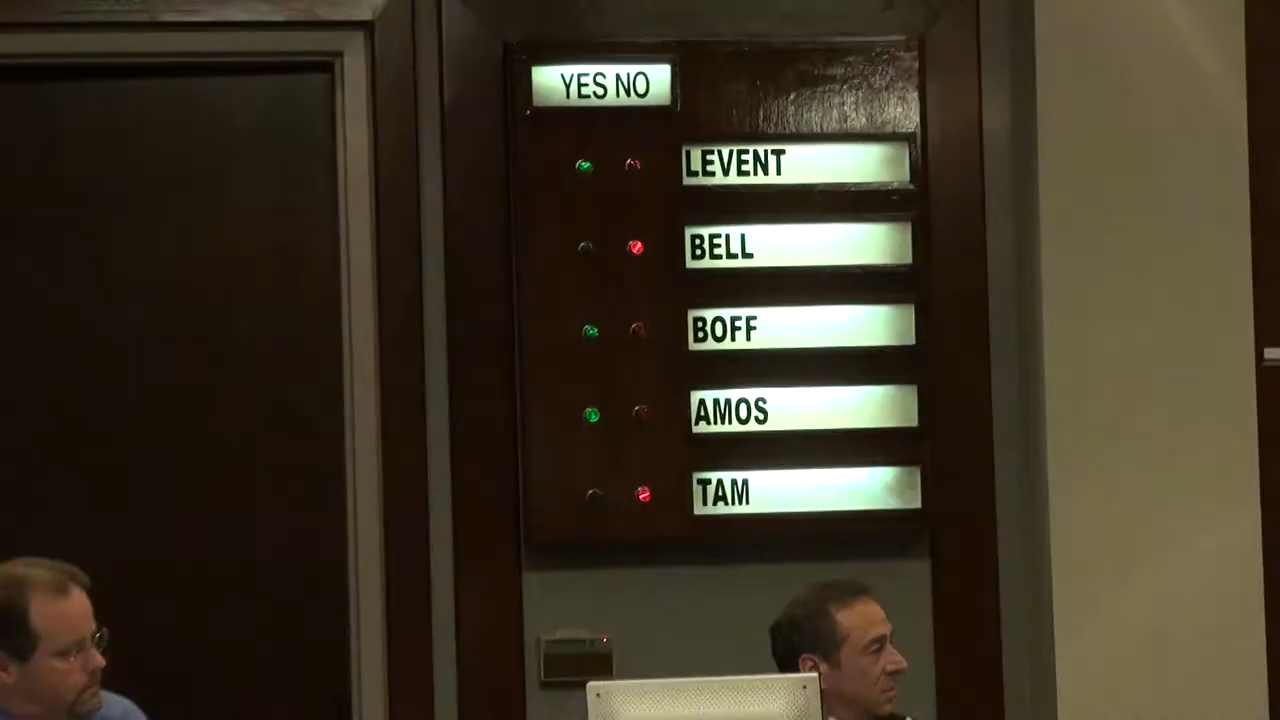 YES NO
LEVENT
BELL
BOFF
AMOS
TAM